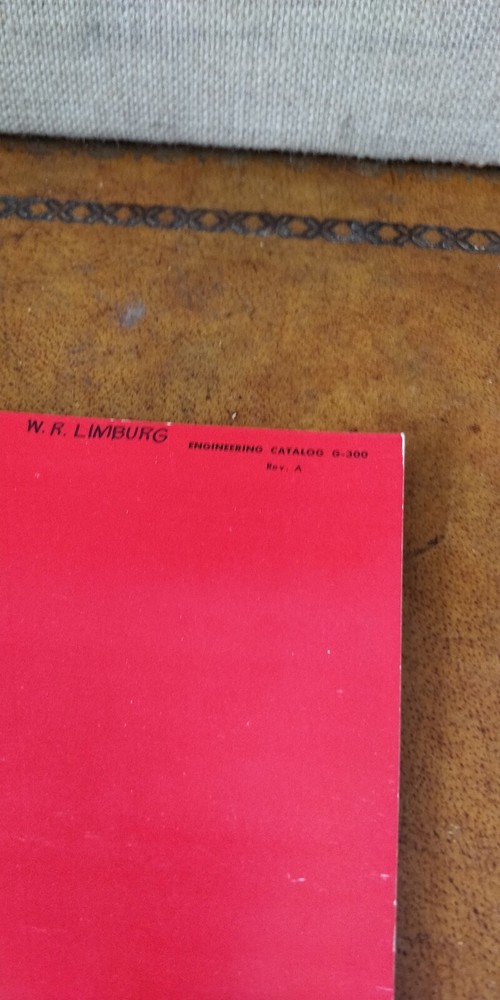 W. R. LIMBURG
ENGINEERING CATALOG G-300
Rev. A